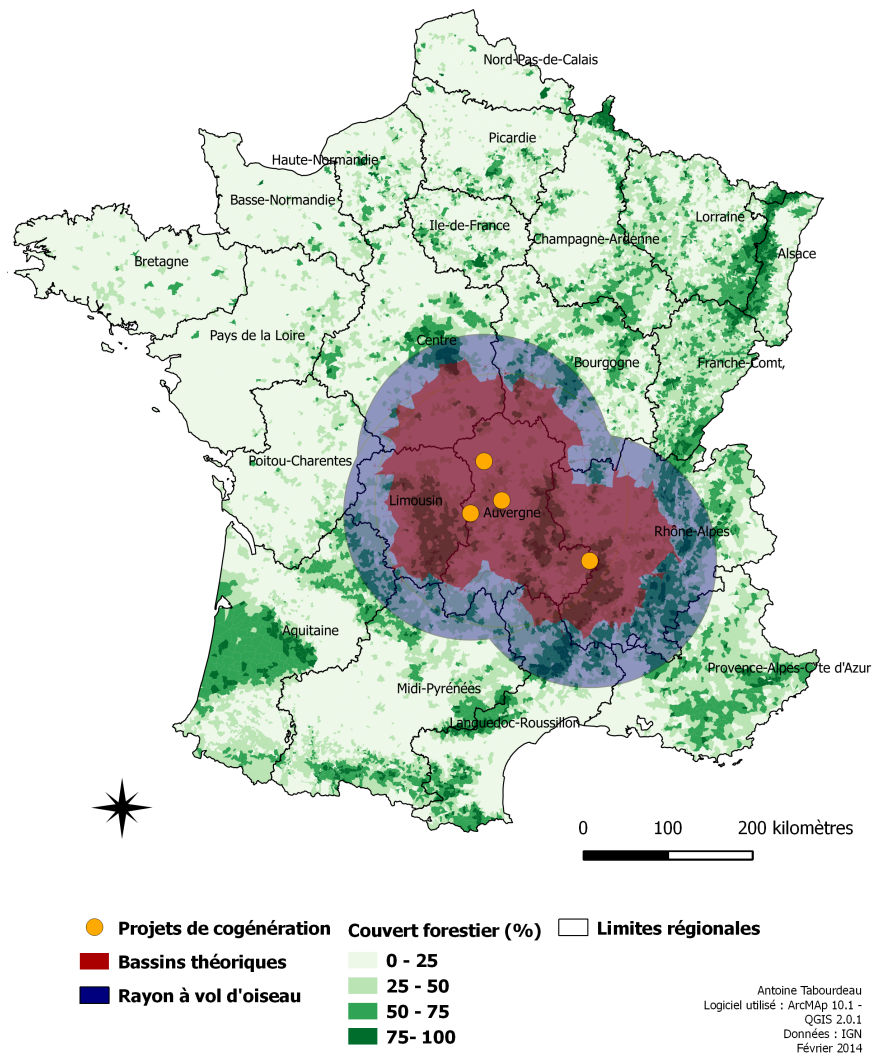 Nord-Pas-de-Calais
Picardie
Haute-Normandie
Basse-Normandie
Ile-de-France
Lorraine
Champagne-Ardenne
Alsace
Bretagne
Pays de la Loire
Centre
Bourgogne
Franche-Comt,
Poitou-Charentes
Limousin
Auvergne
Rhône-Alpes
Aquitaine
Provence-Alpes-C"te d'Azur
Midi-Pyrénées
Languedoc-Roussillon
0 100 200 kilomètres
Projets de cogénération
Bassins théoriques
Rayon à vol d'oiseau
Couvert forestier (%)
0 - 25
25 - 50
50 - 75
75- 100
Limites régionales
Antoine Tabourdeau
Logiciel utilisé : ArcMAp 10.1 -
QGIS 2.0.1
Données : IGN
Février 2014